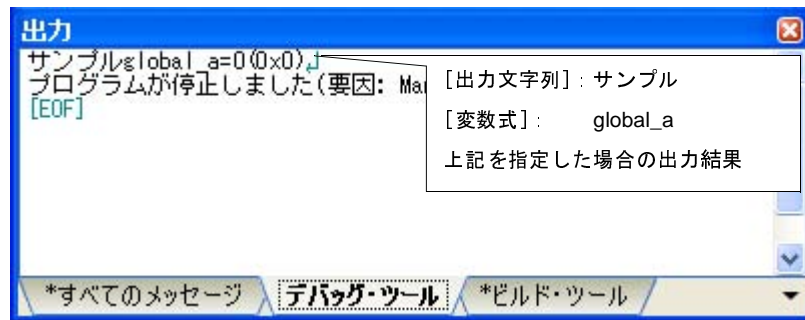 出力
サンプルglobal_a=0(0x0)↵
プログラムが停止しました(要因: Ma
[EOF]
[出力文字列]:サンプル
[変数式]: global_a
上記を指定した場合の出力結果
*すべてのメッセージ
デバッグ・ツール
*ビルド・ツール